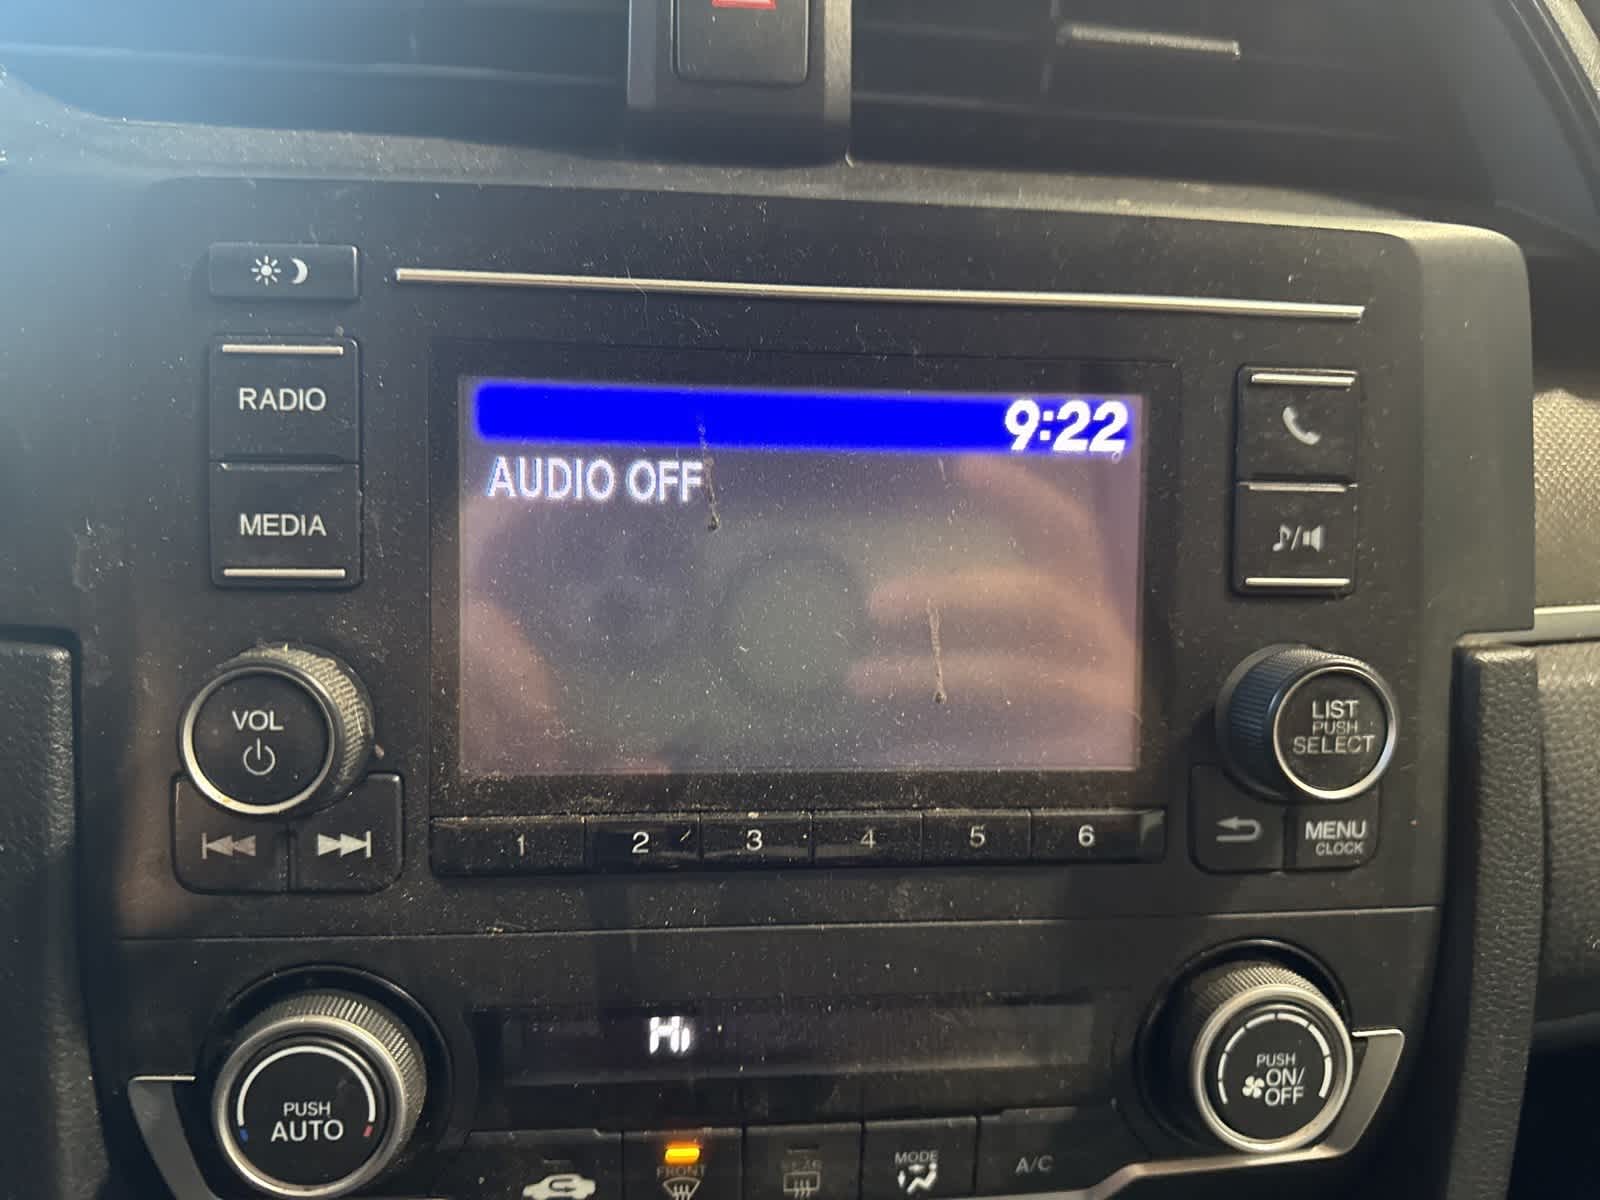 RADIO
9:22
AUDIO OFF
MEDIA
VOL
LIST
PUSH
SELECT
1 2 3 4 5 6
MENU
CLOCK
Hi
PUSH
AUTO
PUSH
ON/
OFF
FRONT
REAR
MODE
A/C